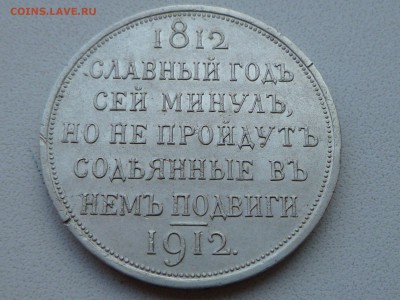 COINS.LAVE.RU
1812
СЛАВНЫЙ ГОДЪ
СЕЙ МИНУЛЪ,
НО НЕ ПРОЙДУТЪ
СОДѢЯННЫЕ ВЪ
НЕМЪ ПОДВИГИ
1912.